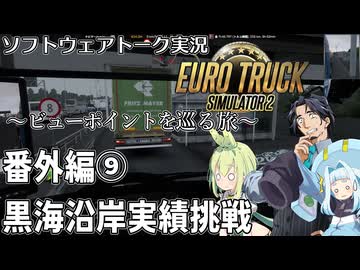 ソフトウェアトーク実況
EURO TRUCK
SIMULATOR 2
～ビューポイントを巡る旅～
FRITZ MAYER
番外編⑨
黒海沿岸実績挑戦